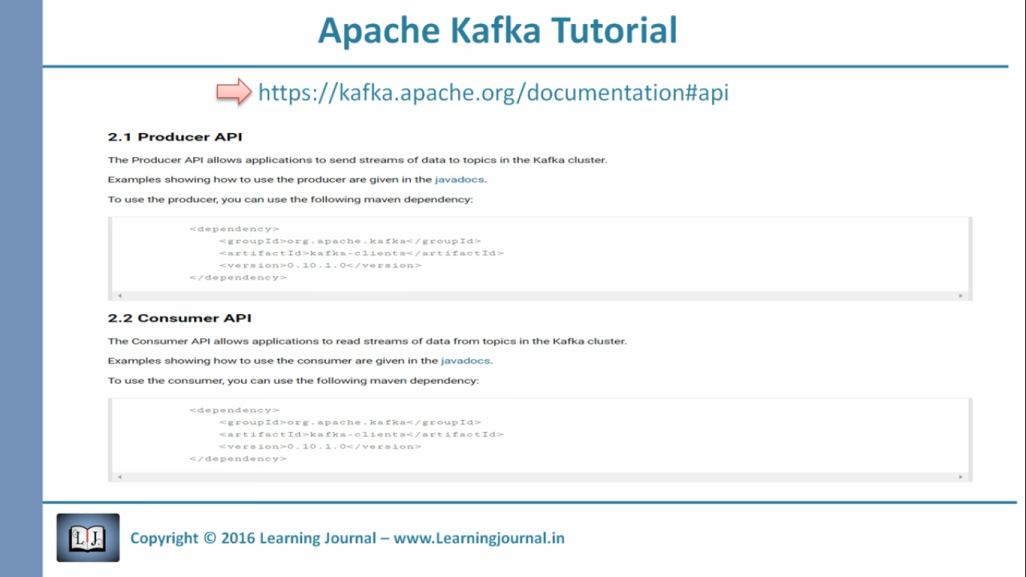 Apache Kafka Tutorial
https://kafka.apache.org/documentation#api
2.1 Producer API
The Producer API allows applications to send streams of data to topics in the Kafka cluster.
Examples showing how to use the producer are given in the javadocs.
To use the producer, you can use the following maven dependency:
<dependency>
<groupId>org.apache.kafka</groupId>
<artifactId>kafka-clients</artifactId>
<version>0.10.1.0</version>
</dependency>
2.2 Consumer API
The Consumer API allows applications to read streams of data from topics in the Kafka cluster.
Examples showing how to use the consumer are given in the javadocs.
To use the consumer, you can use the following maven dependency:
<dependency>
<groupId>org.apache.kafka</groupId>
<artifactId>kafka-clients</artifactId>
<version>0.10.1.0</version>
</dependency>
L J
Copyright © 2016 Learning Journal – www.Learningjournal.in